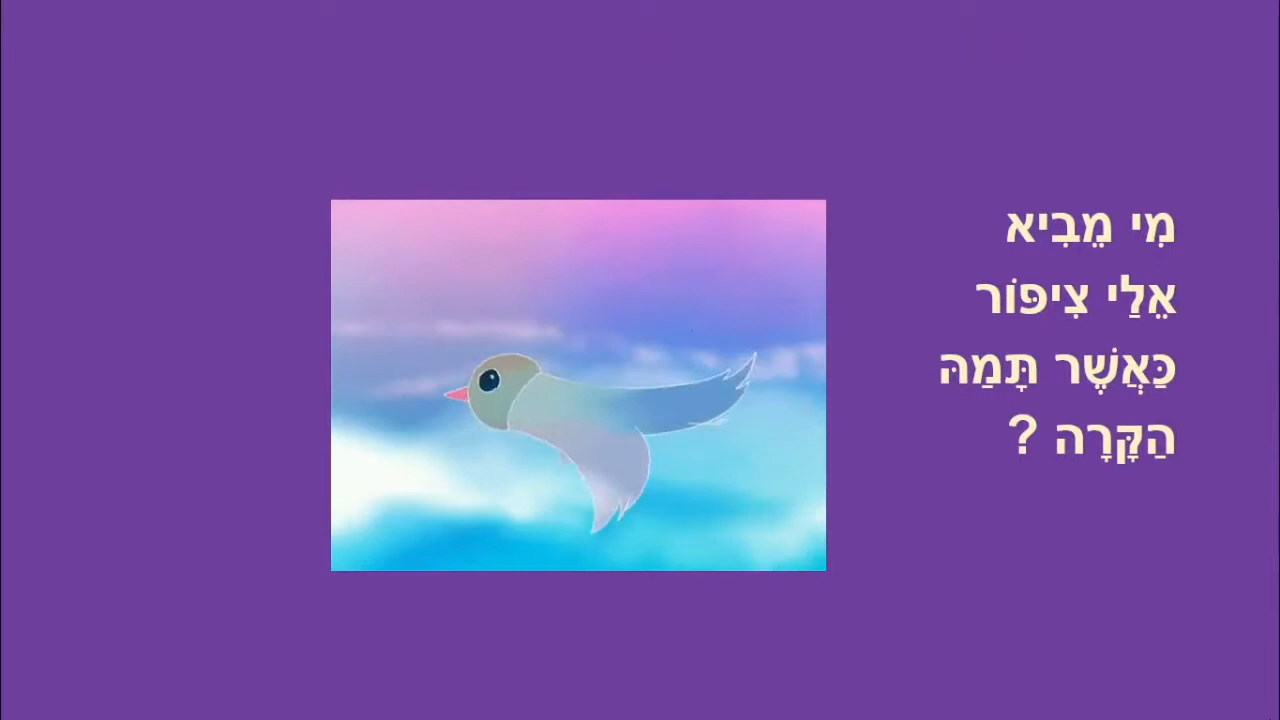 מִי מֵבִיא
אֵלַי צִיפּוֹר
כַּאֲשֶׁר תָּמַהּ
הַקָּרָה ?